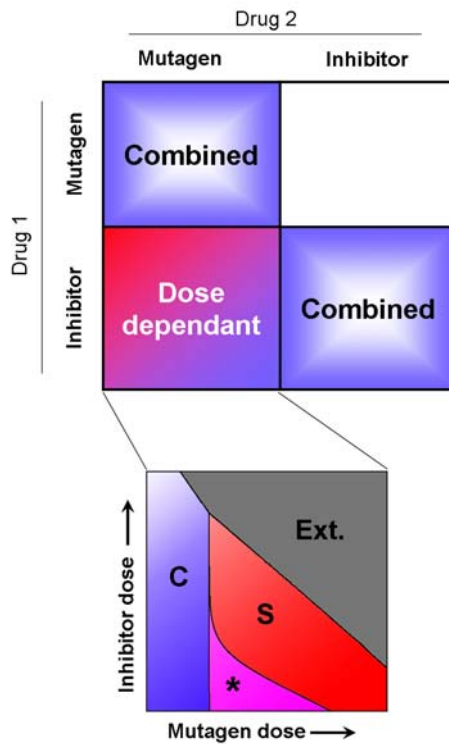 Drug 2
Mutagen Inhibitor
Drug 1
Mutagen
Combined
Inhibitor
Dose
dependant
Combined
Inhibitor dose
Ext.
C
S
*
Mutagen dose